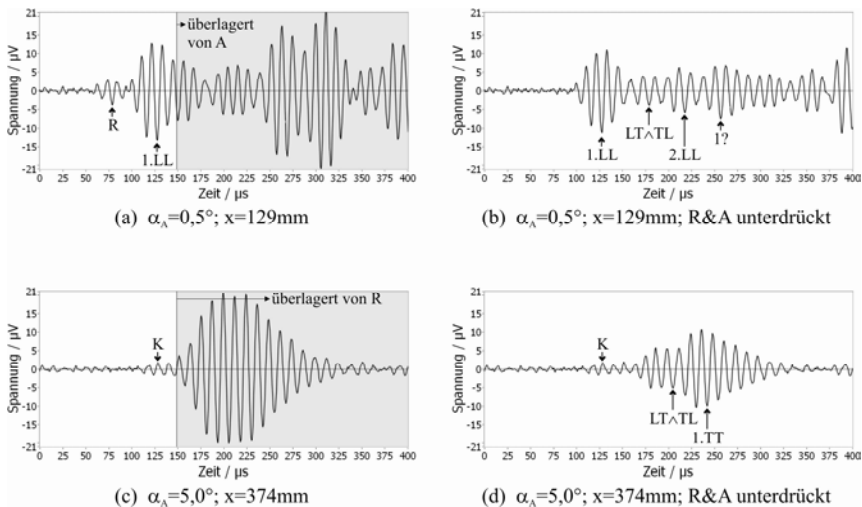 Spannung / µV
21
15
10
5
0
-5
-10
-15
-21
0 25 50 75 100 125 150 175 200 225 250 275 300 325 350 375 400
Zeit / µs
überlagert
von A
R
1.LL
(a) αA=0,5°; x=129mm
Spannung / µV
21
15
10
5
0
-5
-10
-15
-21
0 25 50 75 100 125 150 175 200 225 250 275 300 325 350 375 400
Zeit / µs
1.LL
LT∧TL
2.LL
1?
(b) αA=0,5°; x=129mm; R&A unterdrückt
Spannung / µV
21
15
10
5
0
-5
-10
-15
-21
0 25 50 75 100 125 150 175 200 225 250 275 300 325 350 375 400
Zeit / µs
überlagert von R
K
(c) αA=5,0°; x=374mm
Spannung / µV
21
15
10
5
0
-5
-10
-15
-21
0 25 50 75 100 125 150 175 200 225 250 275 300 325 350 375 400
Zeit / µs
K
LT∧TL
1.TT
(d) αA=5,0°; x=374mm; R&A unterdrückt